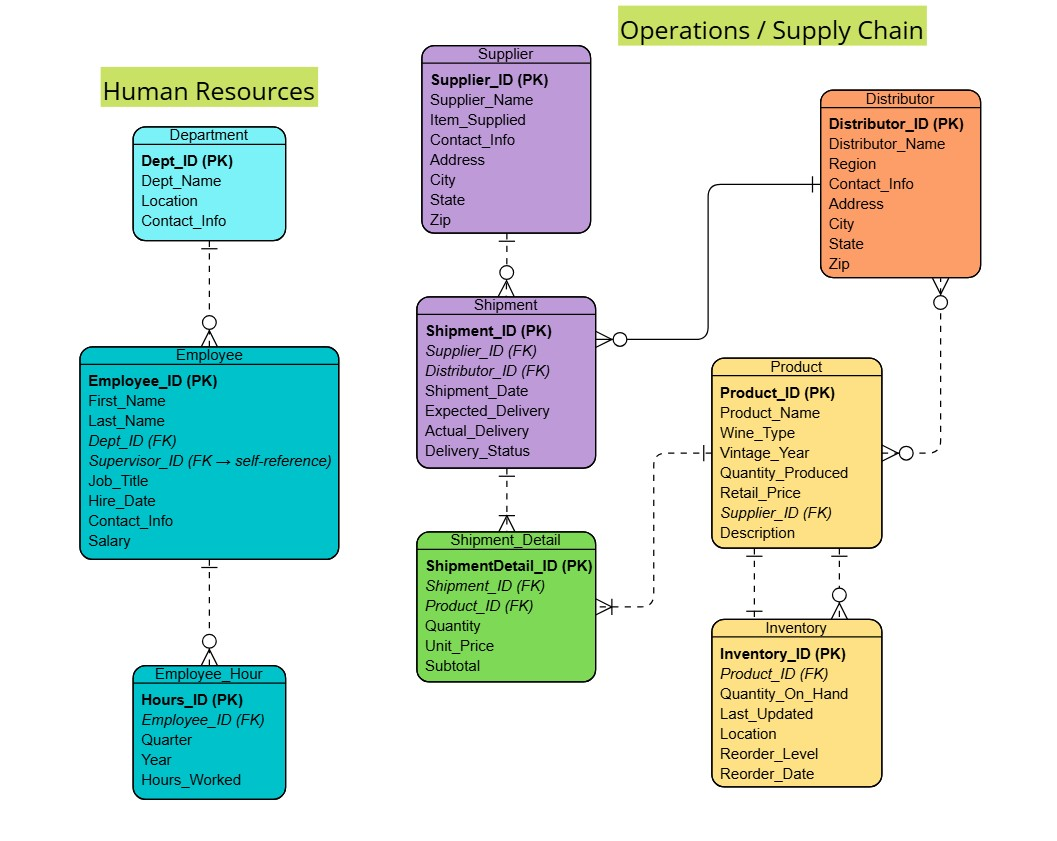 Human Resources
Department
Dept_ID (PK)
Dept_Name
Location
Contact_Info
Employee
Employee_ID (PK)
First_Name
Last_Name
Dept_ID (FK)
Supervisor_ID (FK → self-reference)
Job_Title
Hire_Date
Contact_Info
Salary
Employee_Hour
Hours_ID (PK)
Employee_ID (FK)
Quarter
Year
Hours_Worked
Operations / Supply Chain
Supplier
Supplier_ID (PK)
Supplier_Name
Item_Supplied
Contact_Info
Address
City
State
Zip
Shipment
Shipment_ID (PK)
Supplier_ID (FK)
Distributor_ID (FK)
Shipment_Date
Expected_Delivery
Actual_Delivery
Delivery_Status
Shipment_Detail
ShipmentDetail_ID (PK)
Shipment_ID (FK)
Product_ID (FK)
Quantity
Unit_Price
Subtotal
Distributor
Distributor_ID (PK)
Distributor_Name
Region
Contact_Info
Address
City
State
Zip
Product
Product_ID (PK)
Product_Name
Wine_Type
Vintage_Year
Quantity_Produced
Retail_Price
Supplier_ID (FK)
Description
Inventory
Inventory_ID (PK)
Product_ID (FK)
Quantity_On_Hand
Last_Updated
Location
Reorder_Level
Reorder_Date